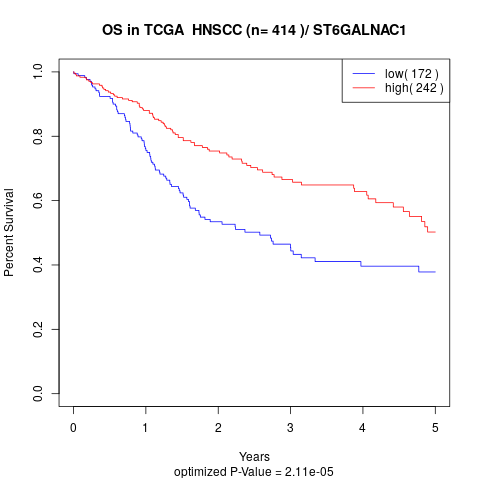 OS in TCGA  HNSCC (n= 414 )/ ST6GALNAC1
low( 172 )
high( 242 )
Percent Survival
1.0
0.8
0.6
0.4
0.2
0.0
0 1 2 3 4 5
Years
optimized P-Value = 2.11e-05